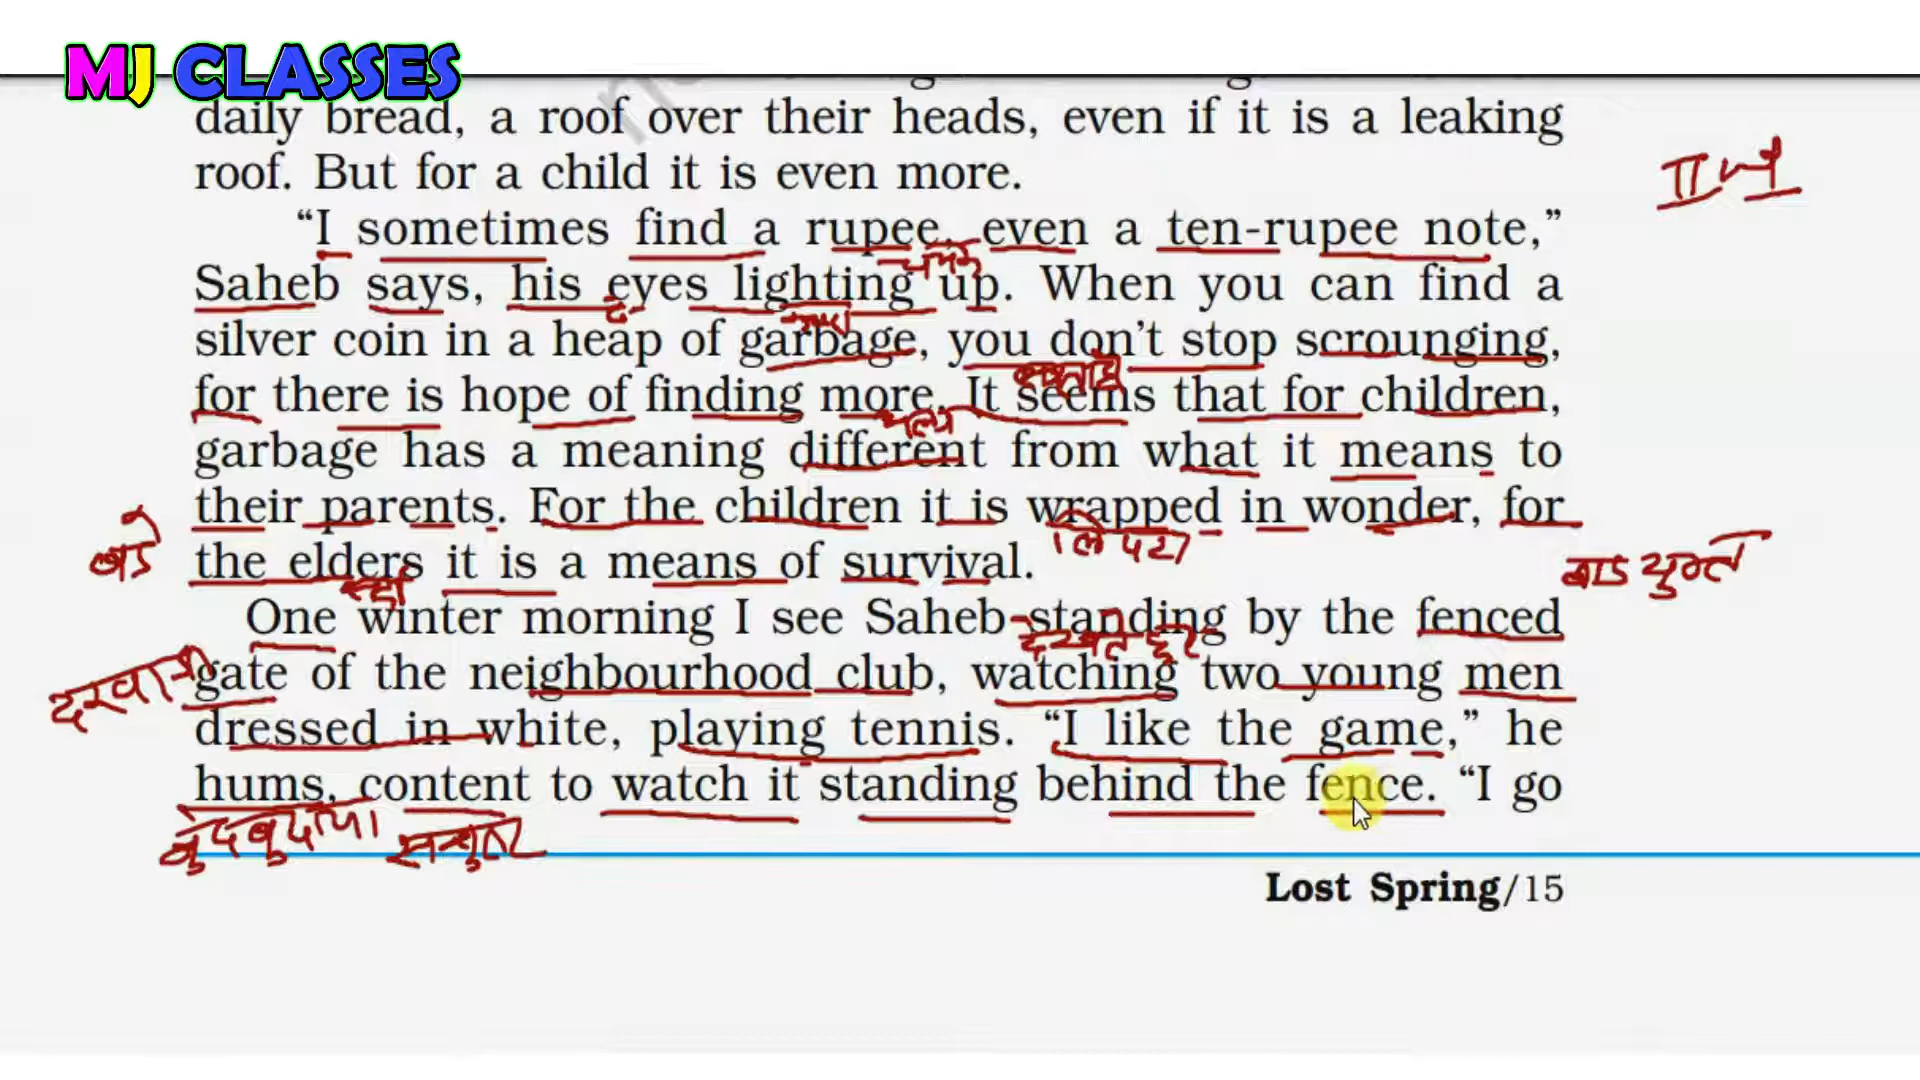 MJ CLASSES
daily bread, a roof over their heads, even if it is a leaking
roof. But for a child it is even more.
“I sometimes find a rupee, even a ten-rupee note,”
Saheb says, his eyes lighting up. When you can find a
silver coin in a heap of garbage, you don’t stop scrounging,
for there is hope of finding more. It seems that for children,
garbage has a meaning different from what it means to
their parents. For the children it is wrapped in wonder, for
लिपटा
the elders it is a means of survival.
One winter morning I see Saheb standing by the fenced
gate of the neighbourhood club, watching two young men
dressed in white, playing tennis. “I like the game,” he
hums, content to watch it standing behind the fence. “I go
Lost Spring/15